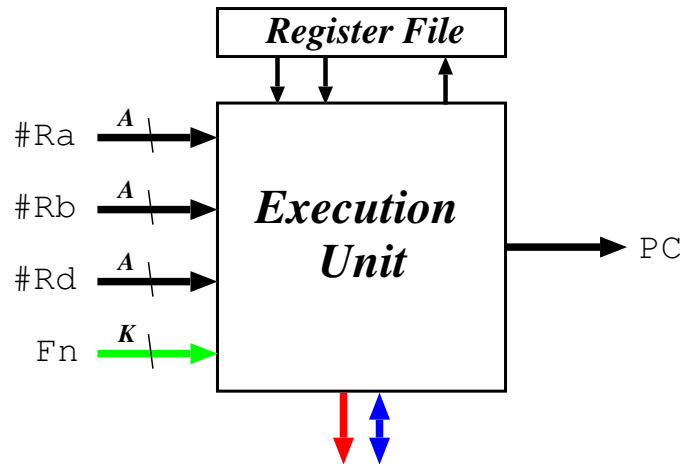 Register File
A
#Ra
A
#Rb
Execution
Unit
PC
A
#Rd
K
Fn